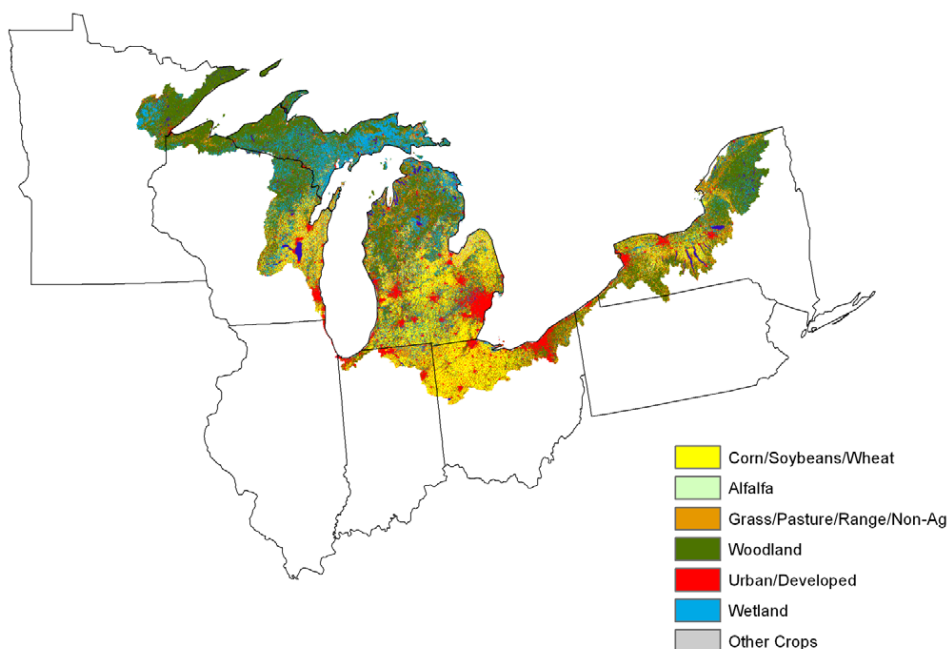 Corn/Soybeans/Wheat
Alfalfa
Grass/Pasture/Range/Non-Ag
Woodland
Urban/Developed
Wetland
Other Crops